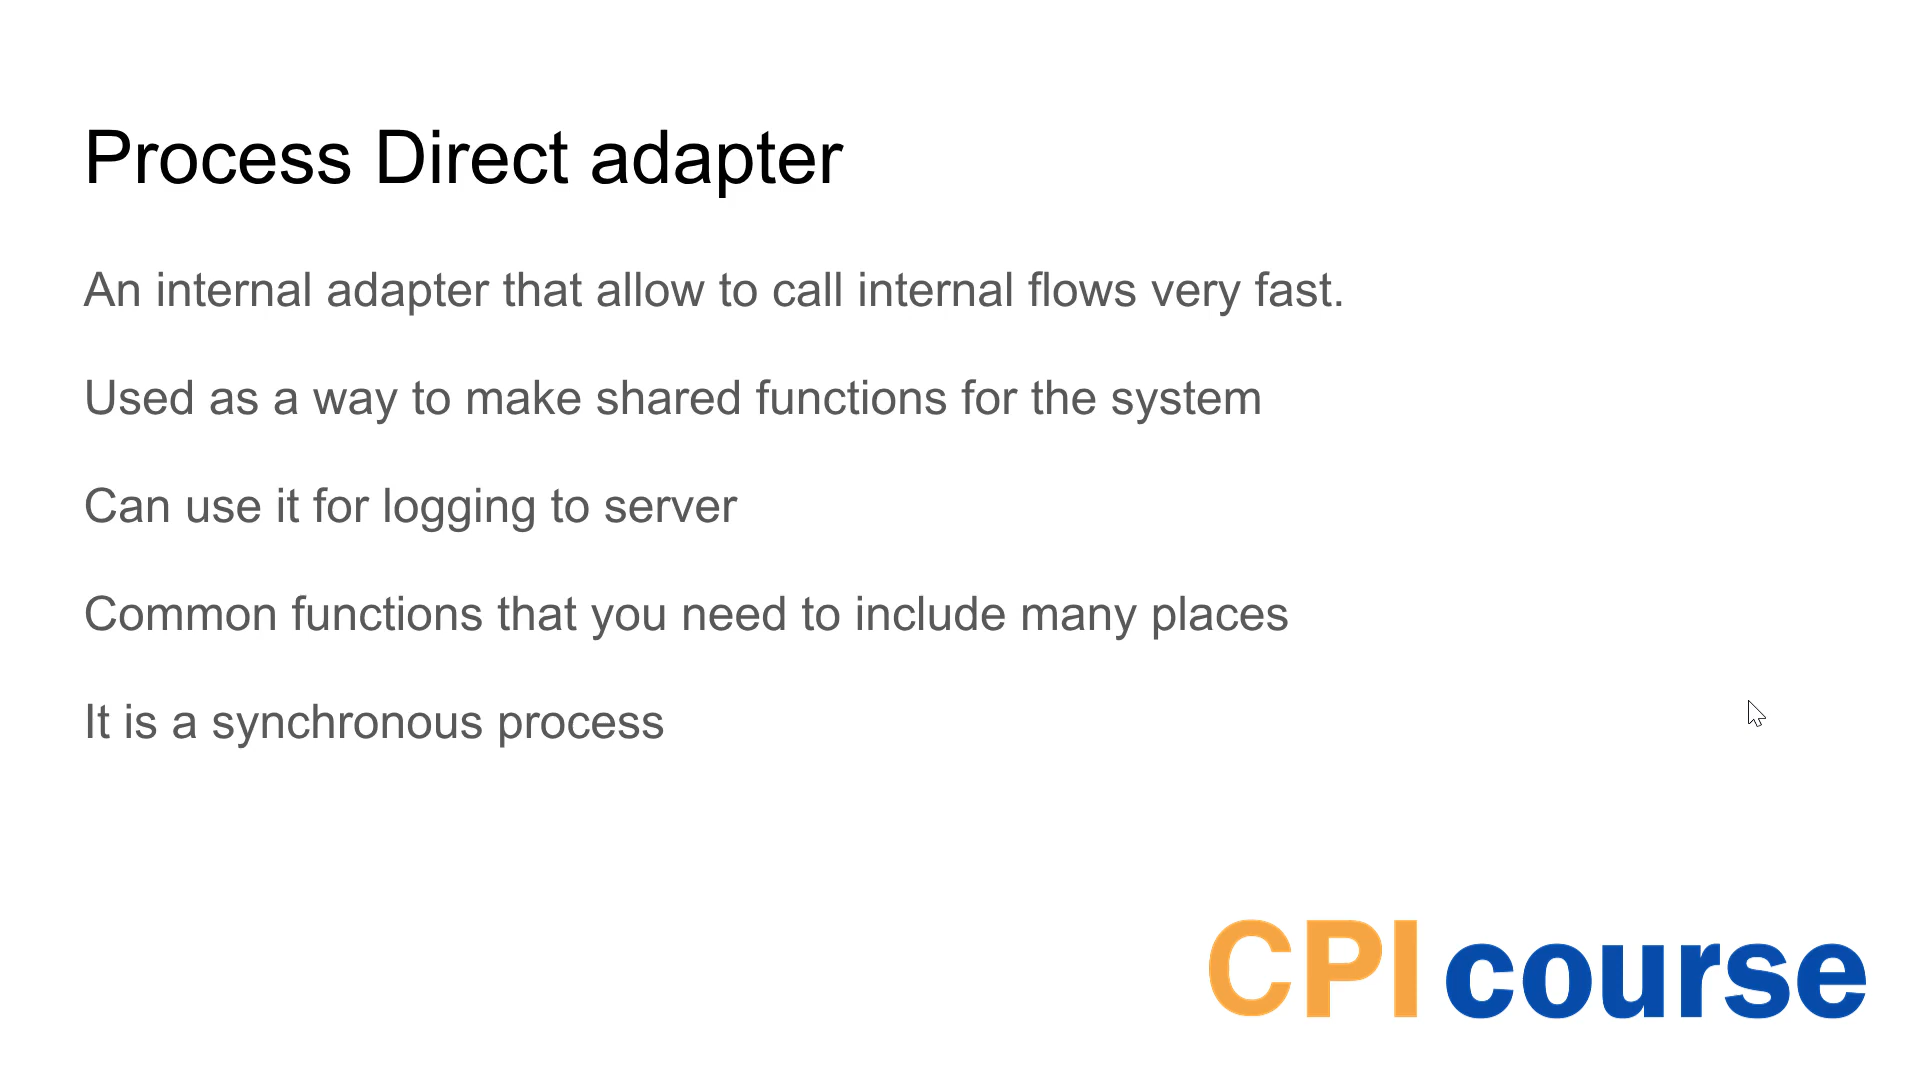 Process Direct adapter
An internal adapter that allow to call internal flows very fast.
Used as a way to make shared functions for the system
Can use it for logging to server
Common functions that you need to include many places
It is a synchronous process
CPI course